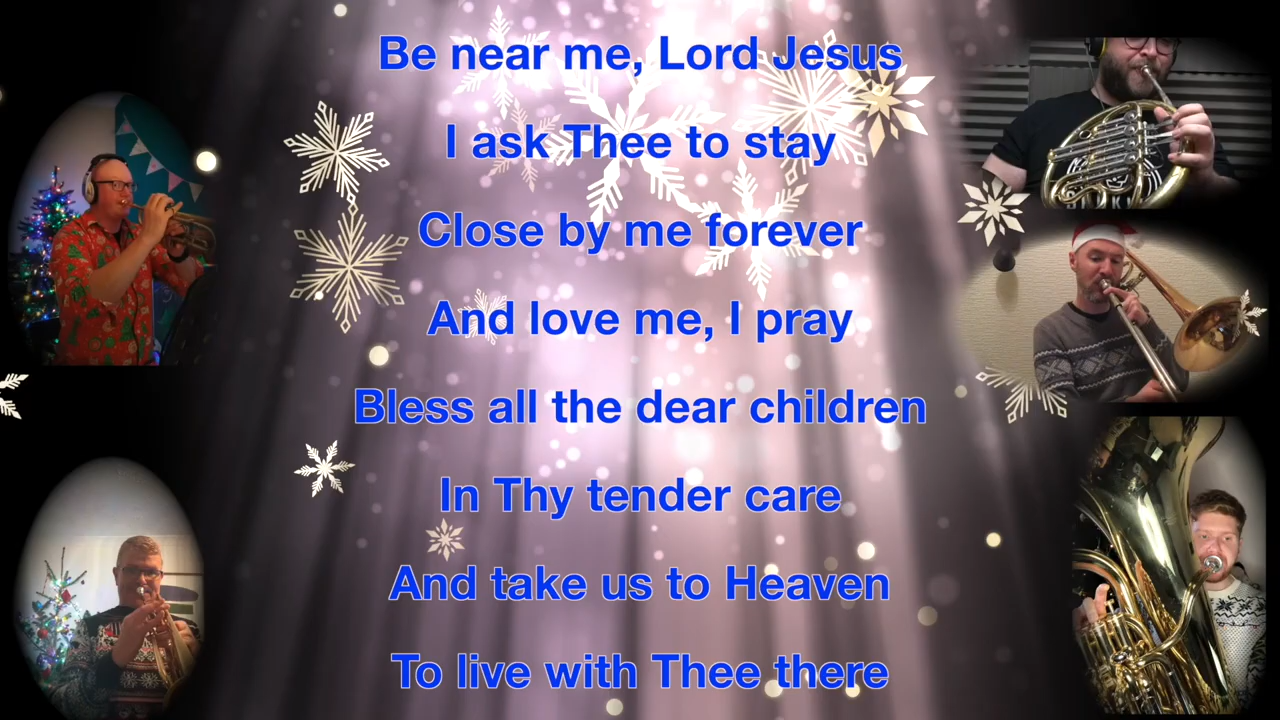 Be near me, Lord Jesus
I ask Thee to stay
Close by me forever
And love me, I pray
Bless all the dear children
In Thy tender care
And take us to Heaven
To live with Thee there